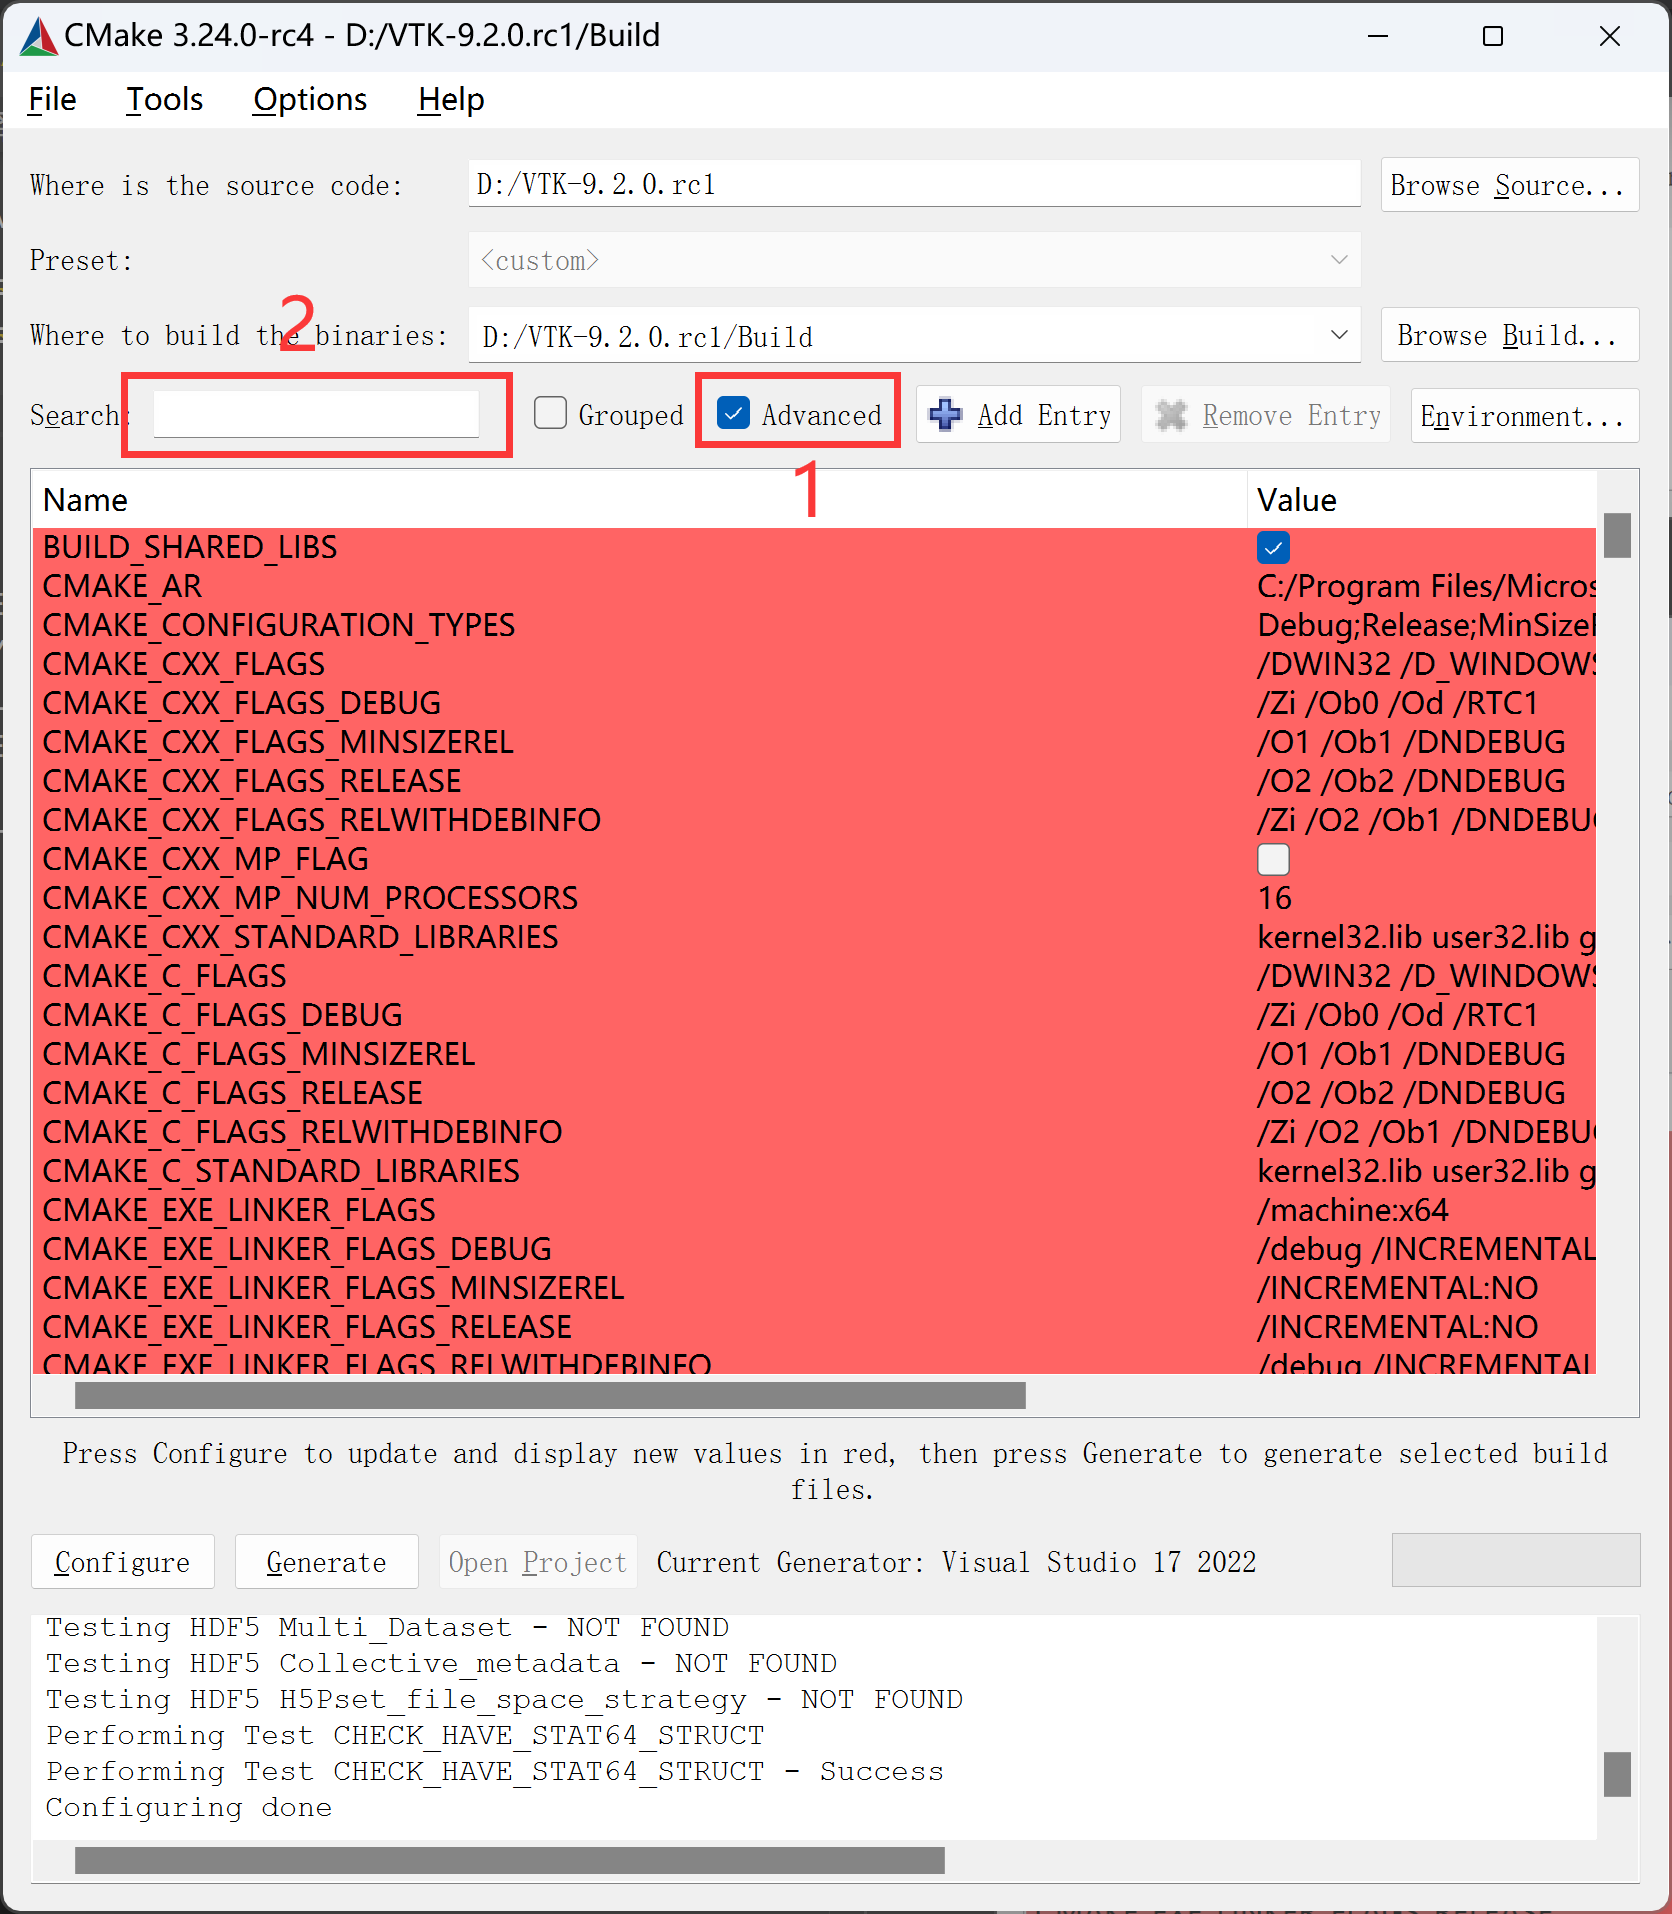 CMake 3.24.0-rc4 - D:/VTK-9.2.0.rc1/Build
File Tools Options Help
Where is the source code: D:/VTK-9.2.0.rc1 Browse Source...
Preset: <custom>
2
Where to build the binaries: D:/VTK-9.2.0.rc1/Build Browse Build...
Search: Grouped Advanced Add Entry Remove Entry Environment...
1
Name Value
BUILD_SHARED_LIBS
CMAKE_AR C:/Program Files/Micros
CMAKE_CONFIGURATION_TYPES Debug;Release;MinSizeR
CMAKE_CXX_FLAGS /DWIN32 /D_WINDOWS
CMAKE_CXX_FLAGS_DEBUG /Zi /Ob0 /Od /RTC1
CMAKE_CXX_FLAGS_MINSIZEREL /O1 /Ob1 /DNDEBUG
CMAKE_CXX_FLAGS_RELEASE /O2 /Ob2 /DNDEBUG
CMAKE_CXX_FLAGS_RELWITHDEBINFO /Zi /O2 /Ob1 /DNDEBUG
CMAKE_CXX_MP_FLAG
CMAKE_CXX_MP_NUM_PROCESSORS 16
CMAKE_CXX_STANDARD_LIBRARIES kernel32.lib user32.lib g
CMAKE_C_FLAGS /DWIN32 /D_WINDOWS
CMAKE_C_FLAGS_DEBUG /Zi /Ob0 /Od /RTC1
CMAKE_C_FLAGS_MINSIZEREL /O1 /Ob1 /DNDEBUG
CMAKE_C_FLAGS_RELEASE /O2 /Ob2 /DNDEBUG
CMAKE_C_FLAGS_RELWITHDEBINFO /Zi /O2 /Ob1 /DNDEBUG
CMAKE_C_STANDARD_LIBRARIES kernel32.lib user32.lib g
CMAKE_EXE_LINKER_FLAGS /machine:x64
CMAKE_EXE_LINKER_FLAGS_DEBUG /debug /INCREMENTAL
CMAKE_EXE_LINKER_FLAGS_MINSIZEREL /INCREMENTAL:NO
CMAKE_EXE_LINKER_FLAGS_RELEASE /INCREMENTAL:NO
CMAKE_EXE_LINKER_FLAGS_RELWITHDEBINFO /debug /INCREMENTAL
Press Configure to update and display new values in red, then press Generate to generate selected build
files.
Configure Generate Open Project Current Generator: Visual Studio 17 2022
Testing HDF5 Multi_Dataset - NOT FOUND
Testing HDF5 Collective_metadata - NOT FOUND
Testing HDF5 H5Pset_file_space_strategy - NOT FOUND
Performing Test CHECK_HAVE_STAT64_STRUCT
Performing Test CHECK_HAVE_STAT64_STRUCT - Success
Configuring done